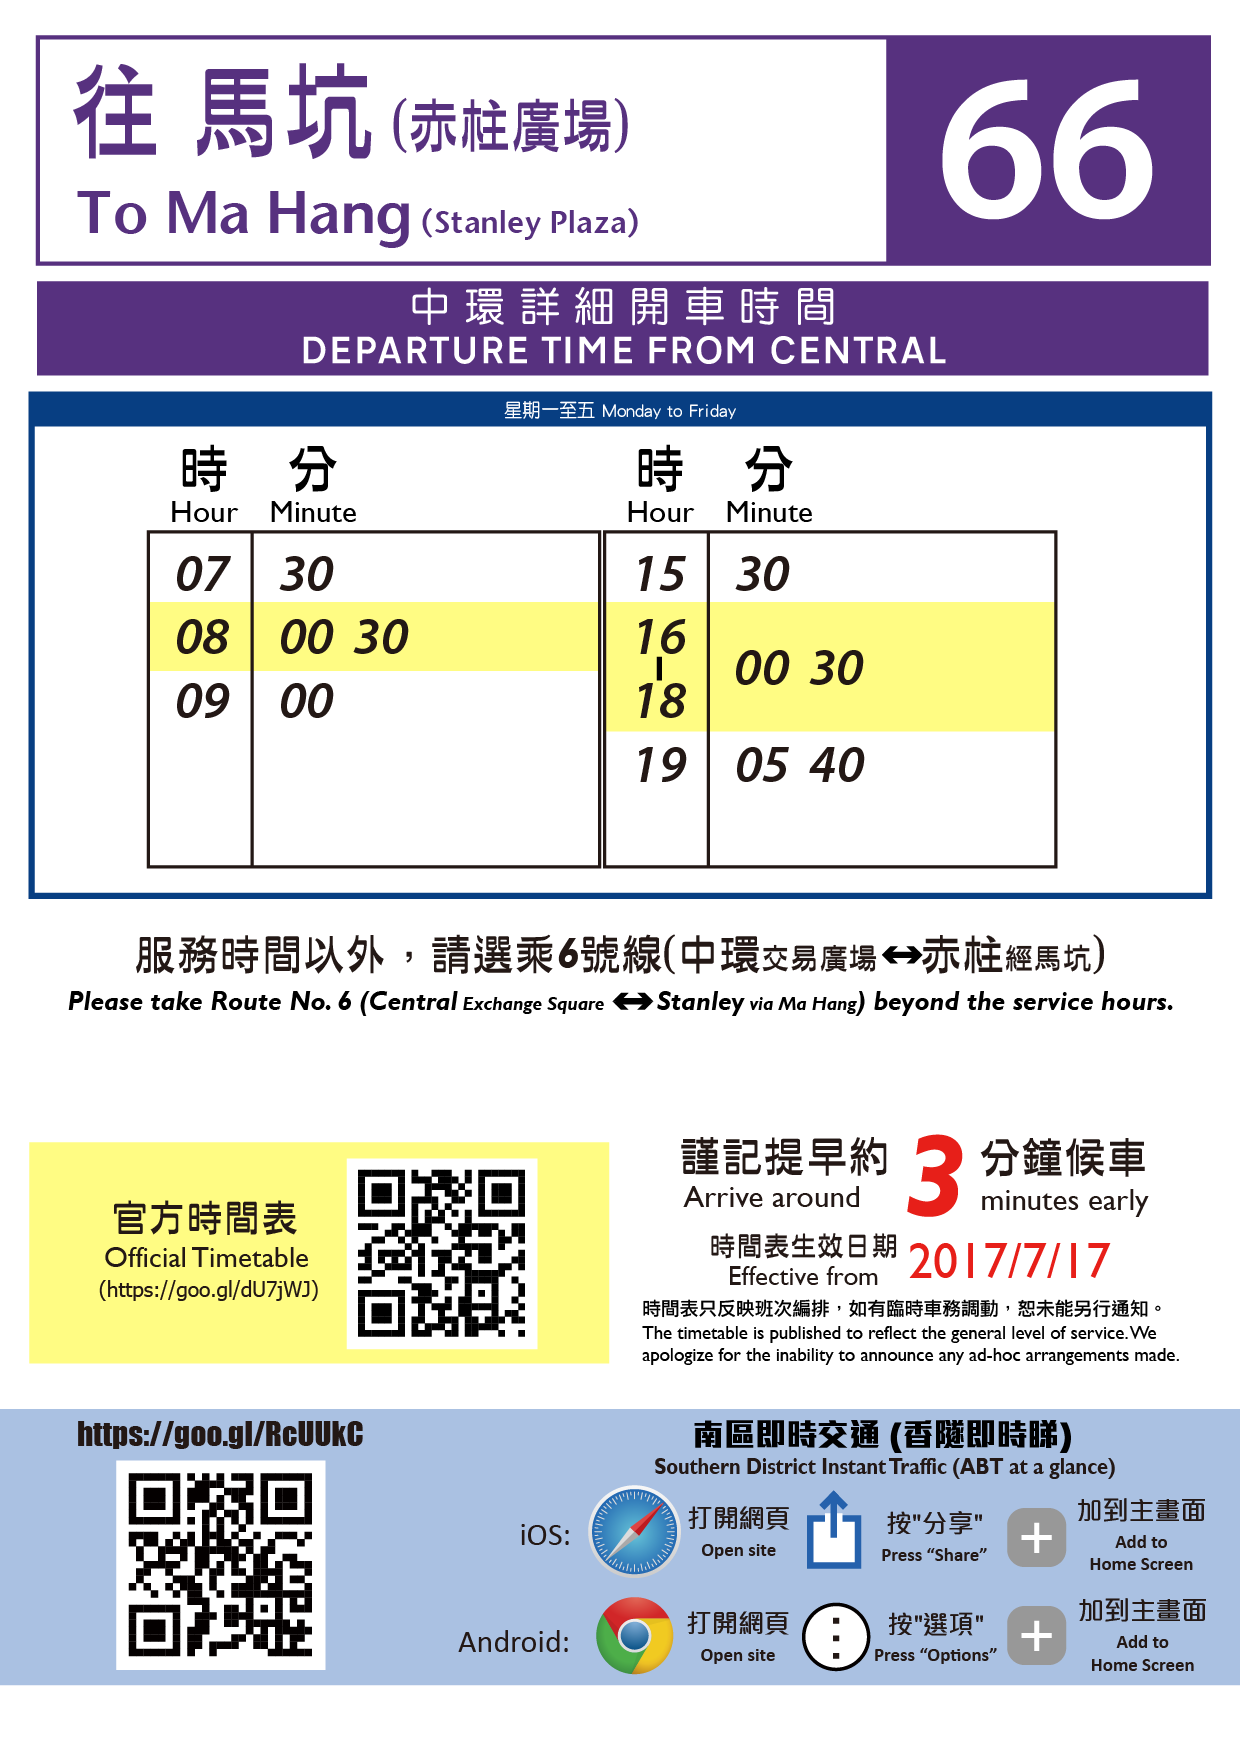 往 馬坑 (赤柱廣場)
To Ma Hang (Stanley Plaza)
66
中環詳細開車時間
DEPARTURE TIME FROM CENTRAL
星期一至五 Monday to Friday
時 分 時 分
Hour Minute Hour Minute
07 30
08 00 30
09 00
15 30
16
|
18
00 30
19 05 40
服務時間以外，請選乘6號線(中環交易廣場↔赤柱經馬坑)
Please take Route No. 6 (Central Exchange Square ↔ Stanley via Ma Hang) beyond the service hours.
官方時間表
Official Timetable
(https://goo.gl/dU7jWJ)
謹記提早約 3 分鐘候車
Arrive around minutes early
時間表生效日期
Effective from
2017/7/17
時間表只反映班次編排，如有臨時車務調動，恕未能另行通知。
The timetable is published to reflect the general level of service. We
apologize for the inability to announce any ad-hoc arrangements made.
https://goo.gl/RcUUkC
南區即時交通 (香隧即時睇)
Southern District Instant Traffic (ABT at a glance)
iOS:
打開網頁
Open site
按"分享"
Press “Share”
加到主畫面
Add to
Home Screen
Android:
打開網頁
Open site
按"選項"
Press “Options”
加到主畫面
Add to
Home Screen